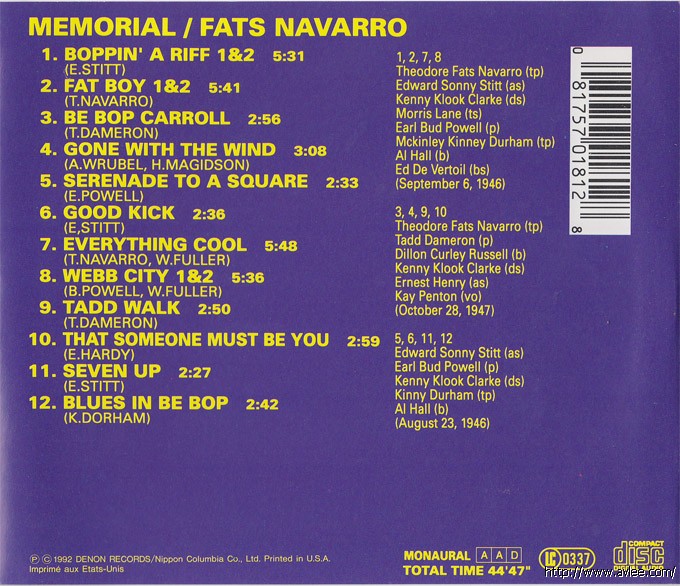 MEMORIAL / FATS NAVARRO
1. BOPPIN' A RIFF 1&2 5:31
(E.STITT)
2. FAT BOY 1&2 5:41
(T.NAVARRO)
3. BE BOP CARROLL 2:56
(T.DAMERON)
4. GONE WITH THE WIND 3:08
(A.WRUBEL, H.MAGIDSON)
5. SERENADE TO A SQUARE 2:33
(E.POWELL)
6. GOOD KICK 2:36
(E,STITT)
7. EVERYTHING COOL 5:48
(T.NAVARRO, W.FULLER)
8. WEBB CITY 1&2 5:36
(B.POWELL, W.FULLER)
9. TADD WALK 2:50
(T.DAMERON)
10. THAT SOMEONE MUST BE YOU 2:59
(E.HARDY)
11. SEVEN UP 2:27
(E.STITT)
12. BLUES IN BE BOP 2:42
(K.DORHAM)
1, 2, 7, 8
Theodore Fats Navarro (tp)
Edward Sonny Stitt (as)
Kenny Klook Clarke (ds)
Morris Lane (ts)
Earl Bud Powell (p)
Mckinley Kinney Durham (tp)
Al Hall (b)
Ed De Vertoil (bs)
(September 6, 1946)
3, 4, 9, 10
Theodore Fats Navarro (tp)
Tadd Dameron (p)
Dillon Curley Russell (b)
Kenny Klook Clarke (ds)
Ernest Henry (as)
Kay Penton (vo)
(October 28, 1947)
5, 6, 11, 12
Edward Sonny Stitt (as)
Earl Bud Powell (p)
Kenny Klook Clarke (ds)
Kinny Durham (tp)
Al Hall (b)
(August 23, 1946)
0 81757 01812 8
Ⓟ © 1992 DENON RECORDS/Nippon Columbia Co., Ltd. Printed in U.S.A.
Imprimé aux Etats-Unis
MONAURAL A A D
TOTAL TIME 44'47"
LC 0337
COMPACT
disc
DIGITAL AUDIO
http://www.avlee.com/